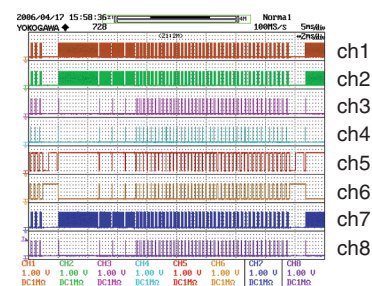 2006/04/17 15:58:36
Normal
YOKOGAWA ◆ 728 100MS/s 5ms/div
ch1
ch2
ch3
ch4
ch5
ch6
ch7
ch8
CH1 CH2 CH3 CH4 CH5 CH6 CH7 CH8
1.00 V 1.00 V 1.00 V 1.00 V 1.00 V 1.00 V 1.00 V 1.00 V
DC1MΩ DC1MΩ DC1MΩ DC1MΩ DC1MΩ DC1MΩ DC1MΩ DC1MΩ